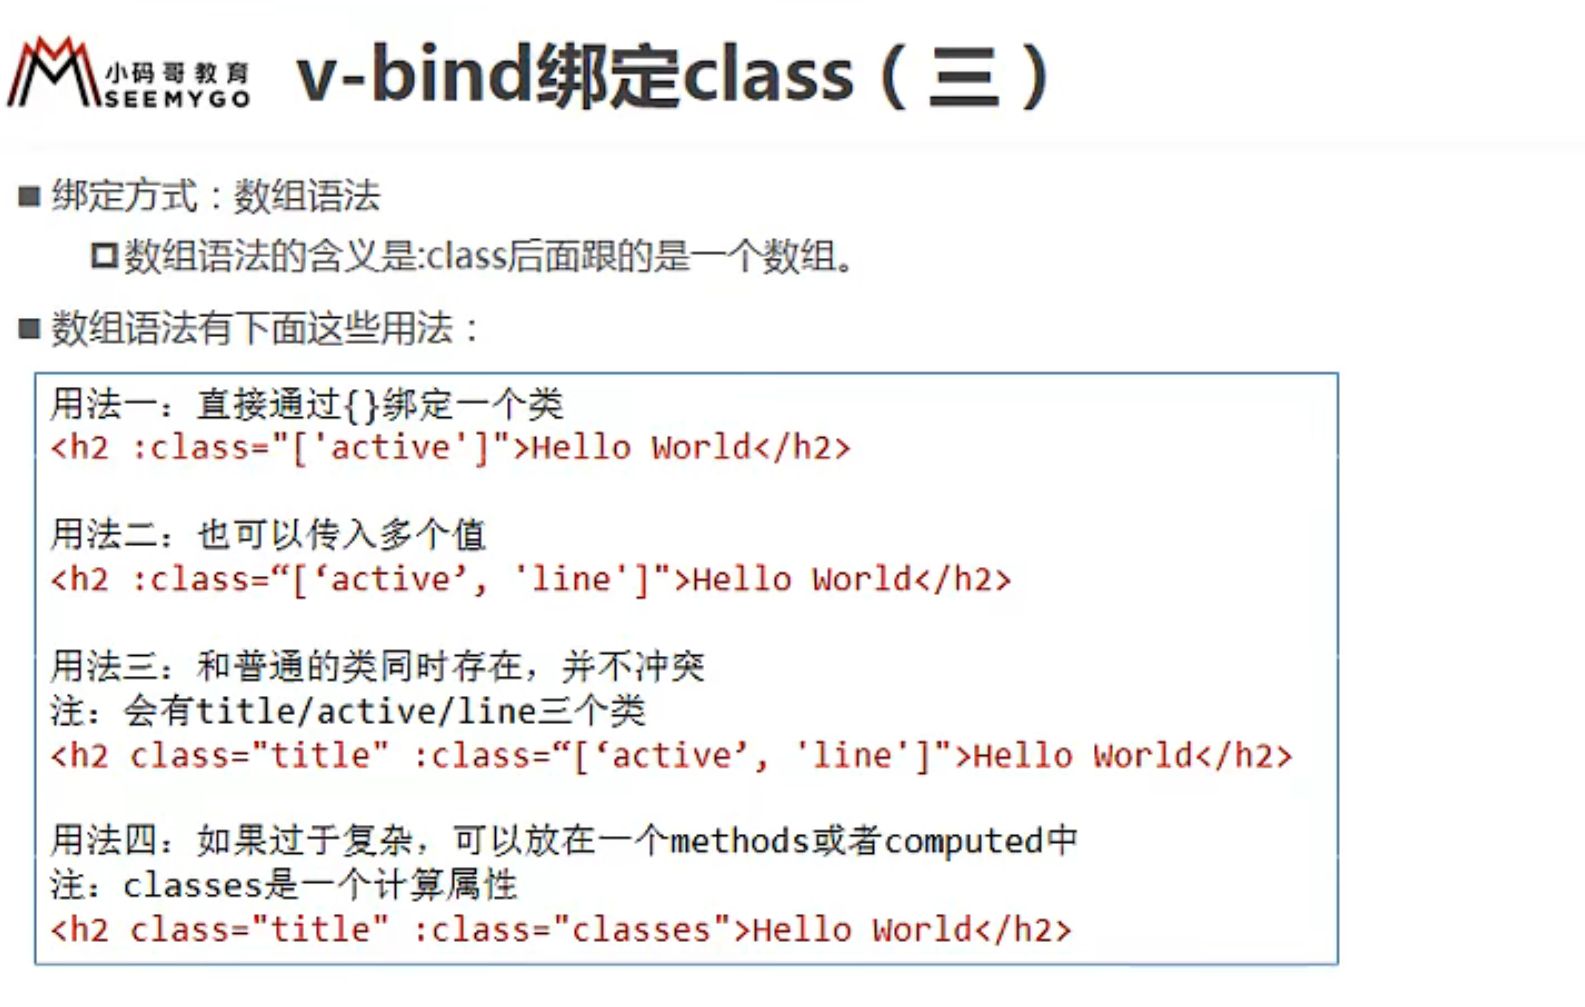 小码哥教育
SEEMYGO
v-bind绑定class（三）
绑定方式：数组语法
数组语法的含义是:class后面跟的是一个数组。
数组语法有下面这些用法：
用法一：直接通过{}绑定一个类
<h2 :class="['active']">Hello World</h2>
用法二：也可以传入多个值
<h2 :class=“[‘active’, 'line']">Hello World</h2>
用法三：和普通的类同时存在，并不冲突
注：会有title/active/line三个类
<h2 class="title" :class=“[‘active’, 'line']">Hello World</h2>
用法四：如果过于复杂，可以放在一个methods或者computed中
注：classes是一个计算属性
<h2 class="title" :class="classes">Hello World</h2>